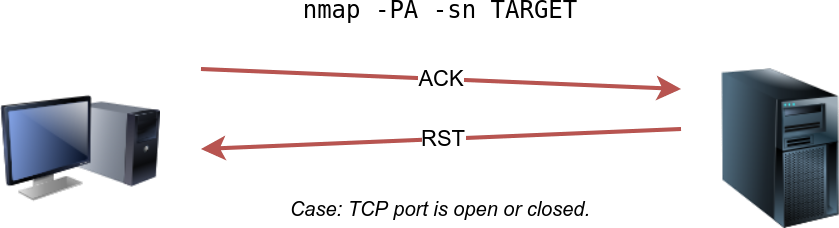 nmap -PA -sn TARGET
ACK
RST
Case: TCP port is open or closed.